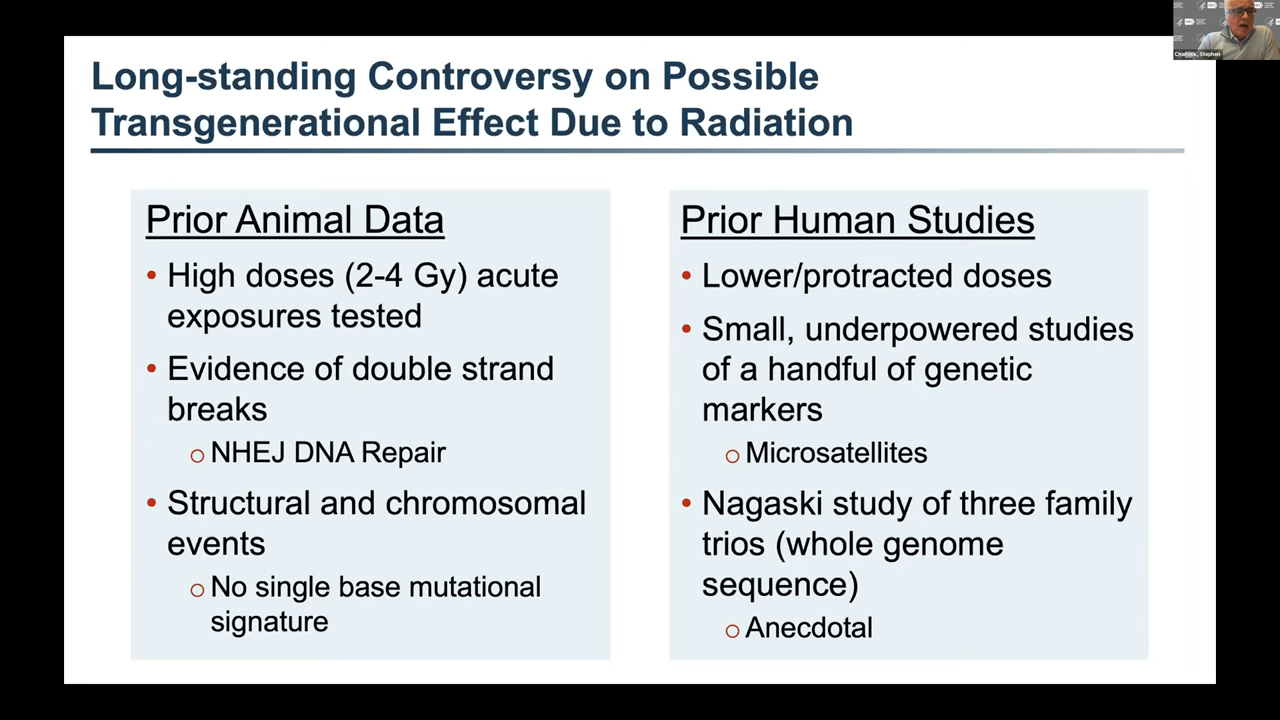 Long-standing Controversy on Possible
Transgenerational Effect Due to Radiation
Prior Animal Data
• High doses (2-4 Gy) acute
exposures tested
• Evidence of double strand
breaks
o NHEJ DNA Repair
• Structural and chromosomal
events
o No single base mutational
signature
Prior Human Studies
• Lower/protracted doses
• Small, underpowered studies
of a handful of genetic
markers
o Microsatellites
• Nagaski study of three family
trios (whole genome
sequence)
o Anecdotal
Stephen